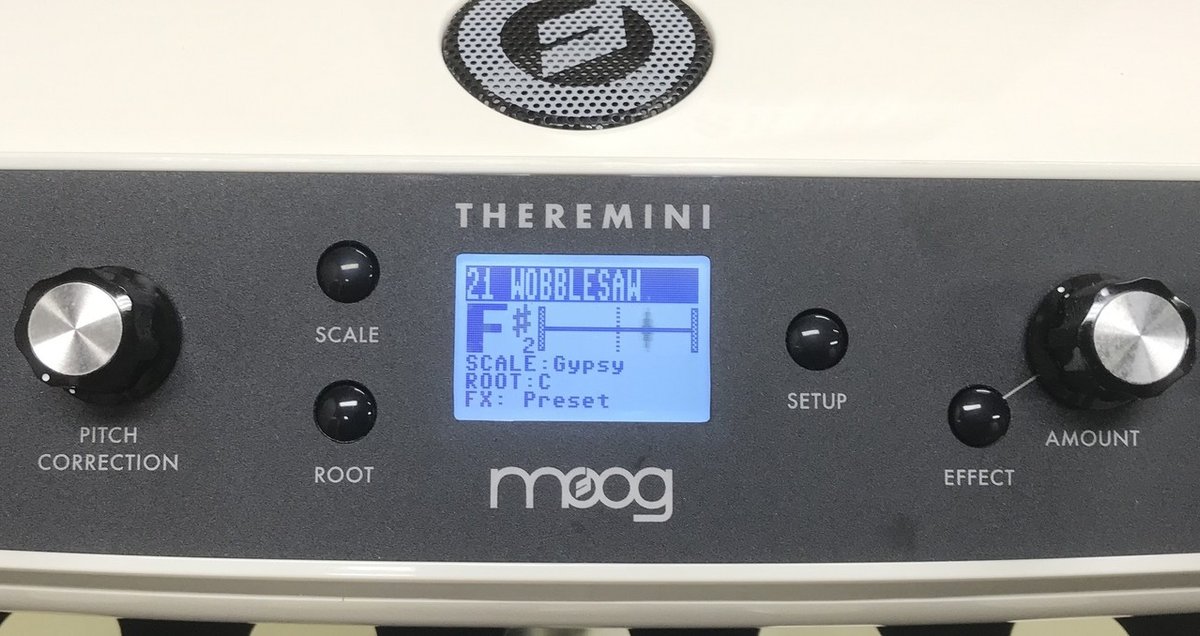 THEREMINI
21 WOBBLESAW
F#2
SCALE:Gypsy
ROOT:C
FX: Preset
PITCH
CORRECTION
SCALE
ROOT
SETUP
EFFECT
AMOUNT
moog